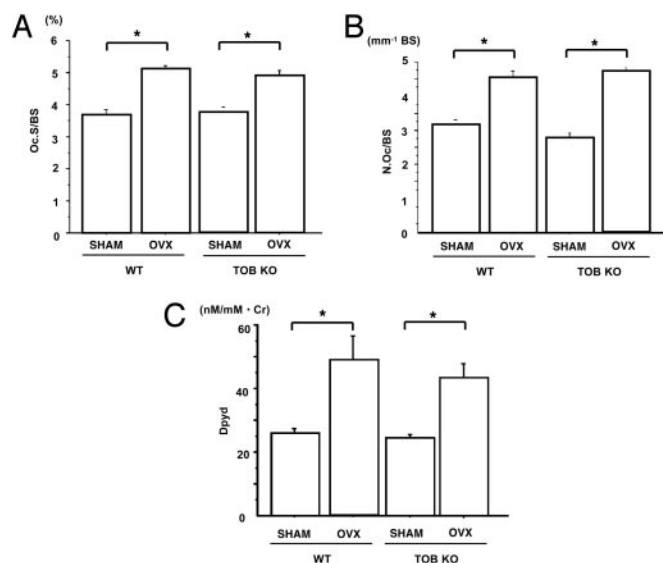 A
(%)
*
*
6
5
4
3
2
1
0
Oc.S/BS
SHAM OVX SHAM OVX
WT TOB KO
B
(mm⁻¹ BS)
*
*
5
4
3
2
1
0
N.Oc/BS
SHAM OVX SHAM OVX
WT TOB KO
C
(nM/mM · Cr)
*
*
60
40
20
0
Dpyd
SHAM OVX SHAM OVX
WT TOB KO